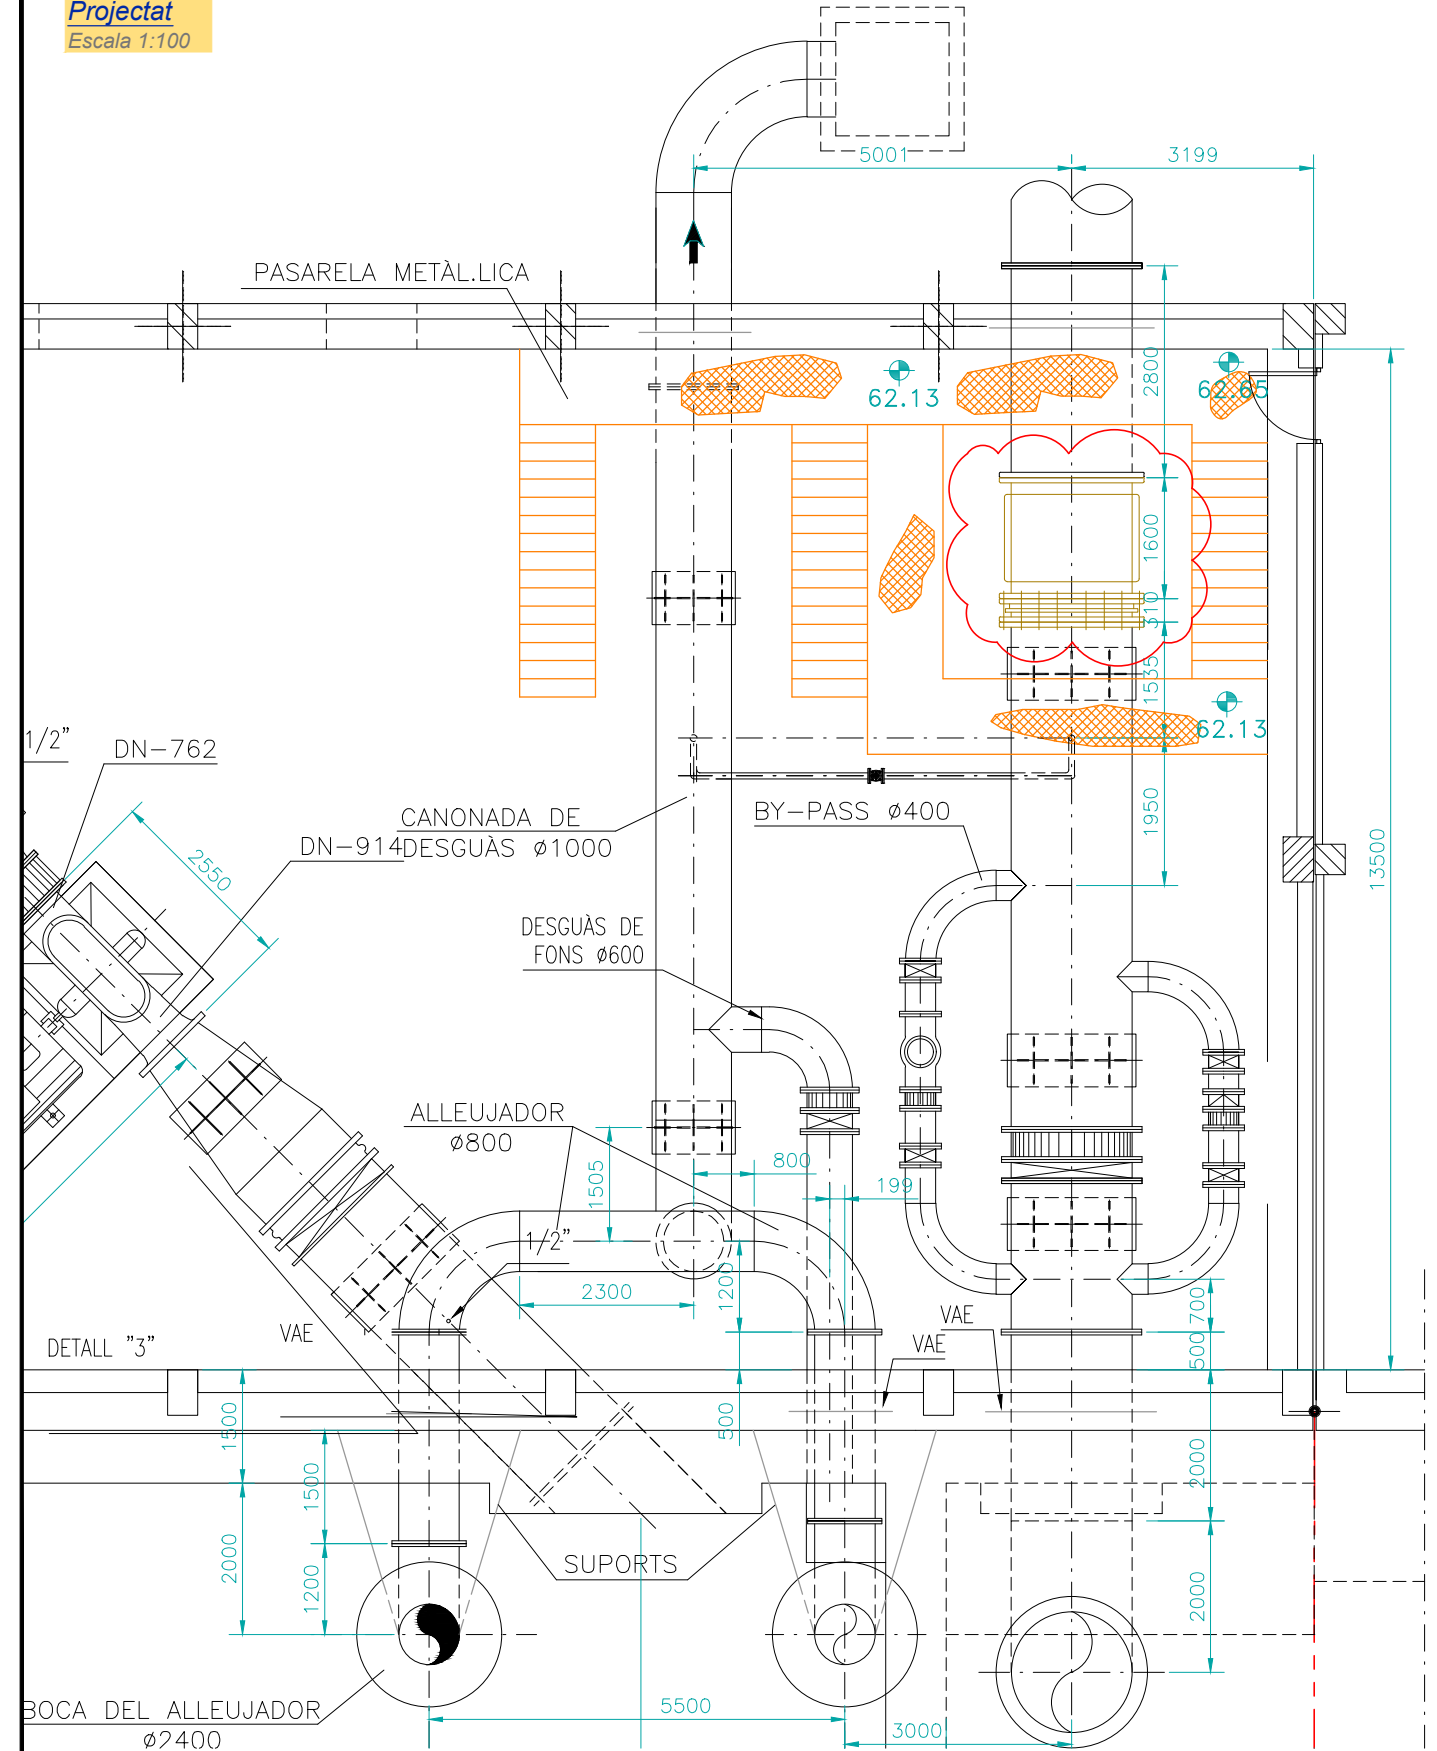 Projectat
Escala 1:100
5001
3199
PASARELA METÀL.LICA
2800
62.13
62.65
1600
310
1535
62.13
1/2"
DN-762
1950
BY-PASS ø400
CANONADA DE
DESGUÀS ø1000
DN-914
2550
13500
DESGUÀS DE
FONS ø600
ALLEUJADOR
ø800
1505
800
199
1/2"
2300
1200
700
VAE
VAE
VAE
DETALL "3"
500
500
1500
1500
2000
2000
1200
2000
SUPORTS
BOCA DEL ALLEUJADOR
ø2400
5500
3000